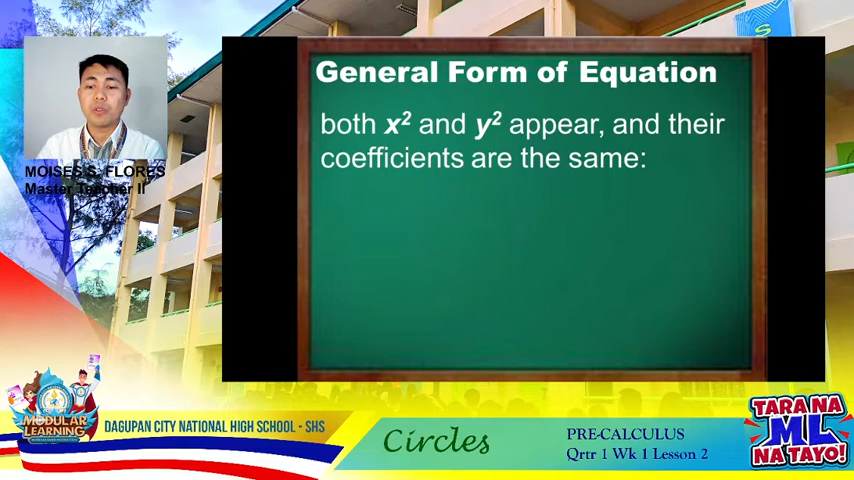 General Form of Equation
both x² and y² appear, and their
coefficients are the same:
MOISES S. FLORES
Master Teacher II
MODULAR
LEARNING
DAGUPAN CITY NATIONAL HIGH SCHOOL - SHS
Circles
PRE-CALCULUS
Qrtr 1 Wk 1 Lesson 2
TARA NA
ML
NA TAYO!